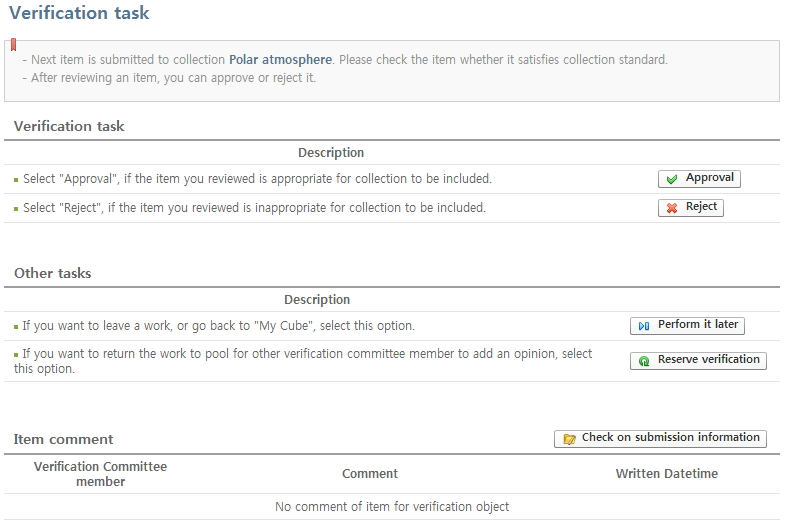 Verification task
- Next item is submitted to collection Polar atmosphere. Please check the item whether it satisfies collection standard.
- After reviewing an item, you can approve or reject it.
Verification task
Description
Select "Approval", if the item you reviewed is appropriate for collection to be included.
Approval
Select "Reject", if the item you reviewed is inappropriate for collection to be included.
Reject
Other tasks
Description
If you want to leave a work, or go back to "My Cube", select this option.
Perform it later
If you want to return the work to pool for other verification committee member to add an opinion, select
this option.
Reserve verification
Item comment
Check on submission information
Verification Committee
member
Comment
Written Datetime
No comment of item for verification object